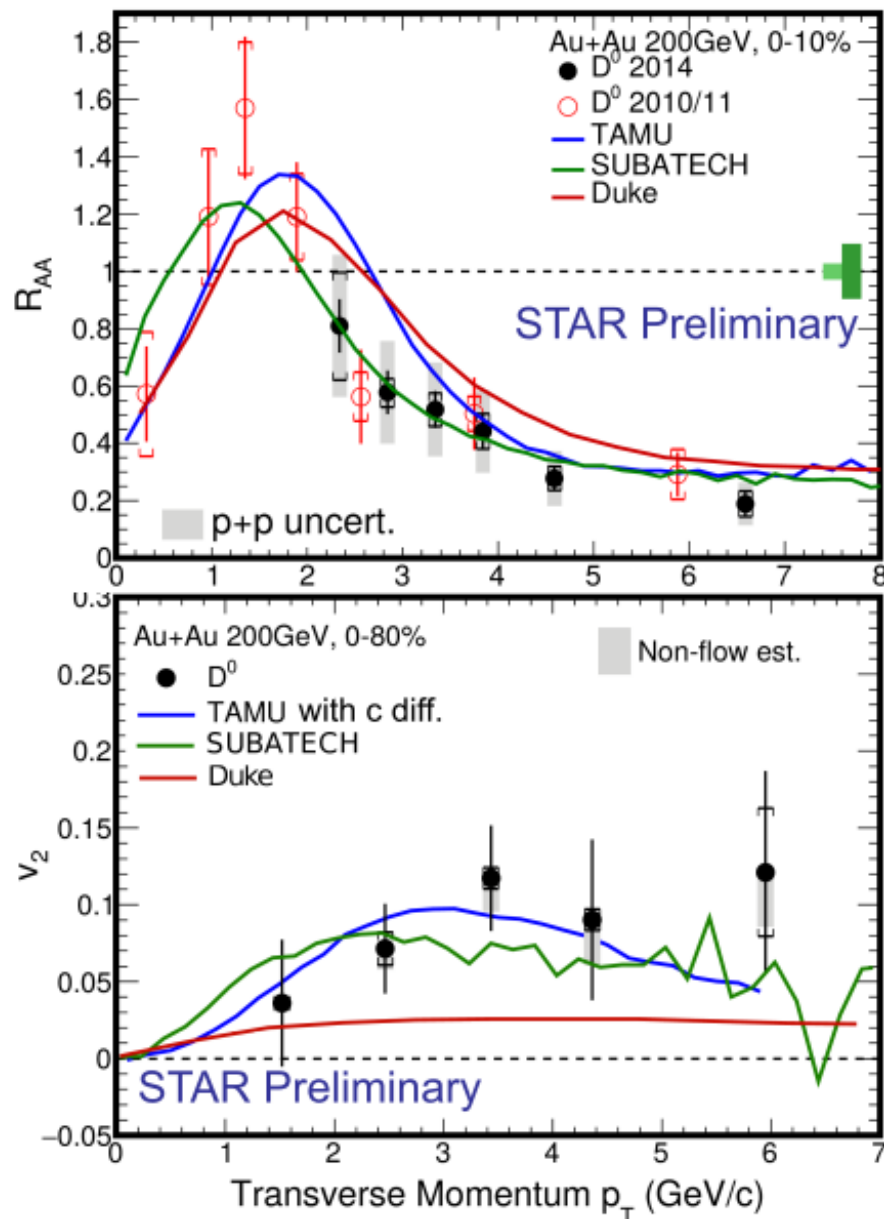 Au+Au 200GeV, 0-10%
D⁰ 2014
D⁰ 2010/11
TAMU
SUBATECH
Duke
1.8
1.6
1.4
1.2
1
0.8
0.6
0.4
0.2
0
R_AA
STAR Preliminary
p+p uncert.
0 1 2 3 4 5 6 7 8
0.3
0.25
0.2
0.15
0.1
0.05
0
−0.05
v₂
Au+Au 200GeV, 0-80%
D⁰
TAMU with c diff.
SUBATECH
Duke
Non-flow est.
STAR Preliminary
0 1 2 3 4 5 6 7
Transverse Momentum p_T (GeV/c)